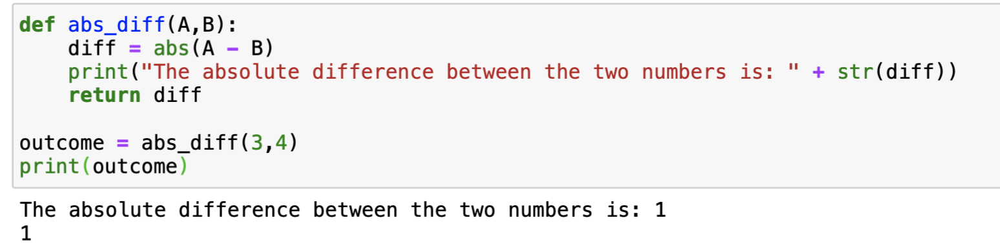 def abs_diff(A,B):
    diff = abs(A - B)
    print("The absolute difference between the two numbers is: " + str(diff))
    return diff

outcome = abs_diff(3,4)
print(outcome)
The absolute difference between the two numbers is: 1
1